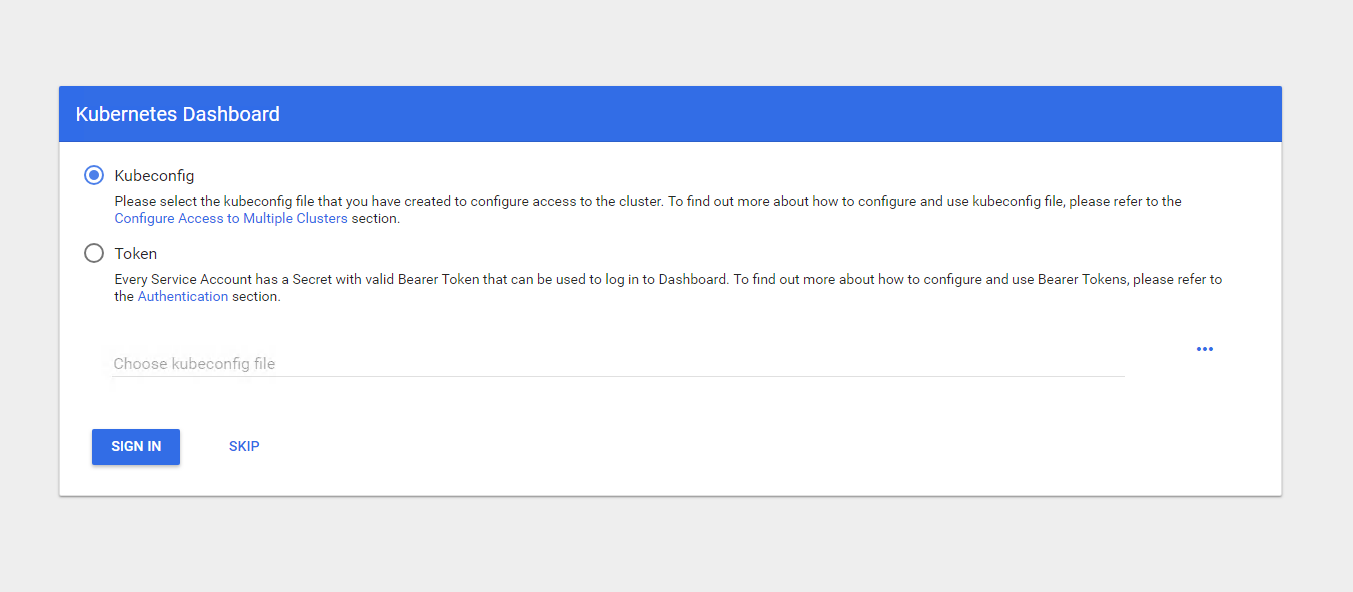 Kubernetes Dashboard
Kubeconfig
Please select the kubeconfig file that you have created to configure access to the cluster. To find out more about how to configure and use kubeconfig file, please refer to the
Configure Access to Multiple Clusters section.
Token
Every Service Account has a Secret with valid Bearer Token that can be used to log in to Dashboard. To find out more about how to configure and use Bearer Tokens, please refer to
the Authentication section.
Choose kubeconfig file
SIGN IN SKIP